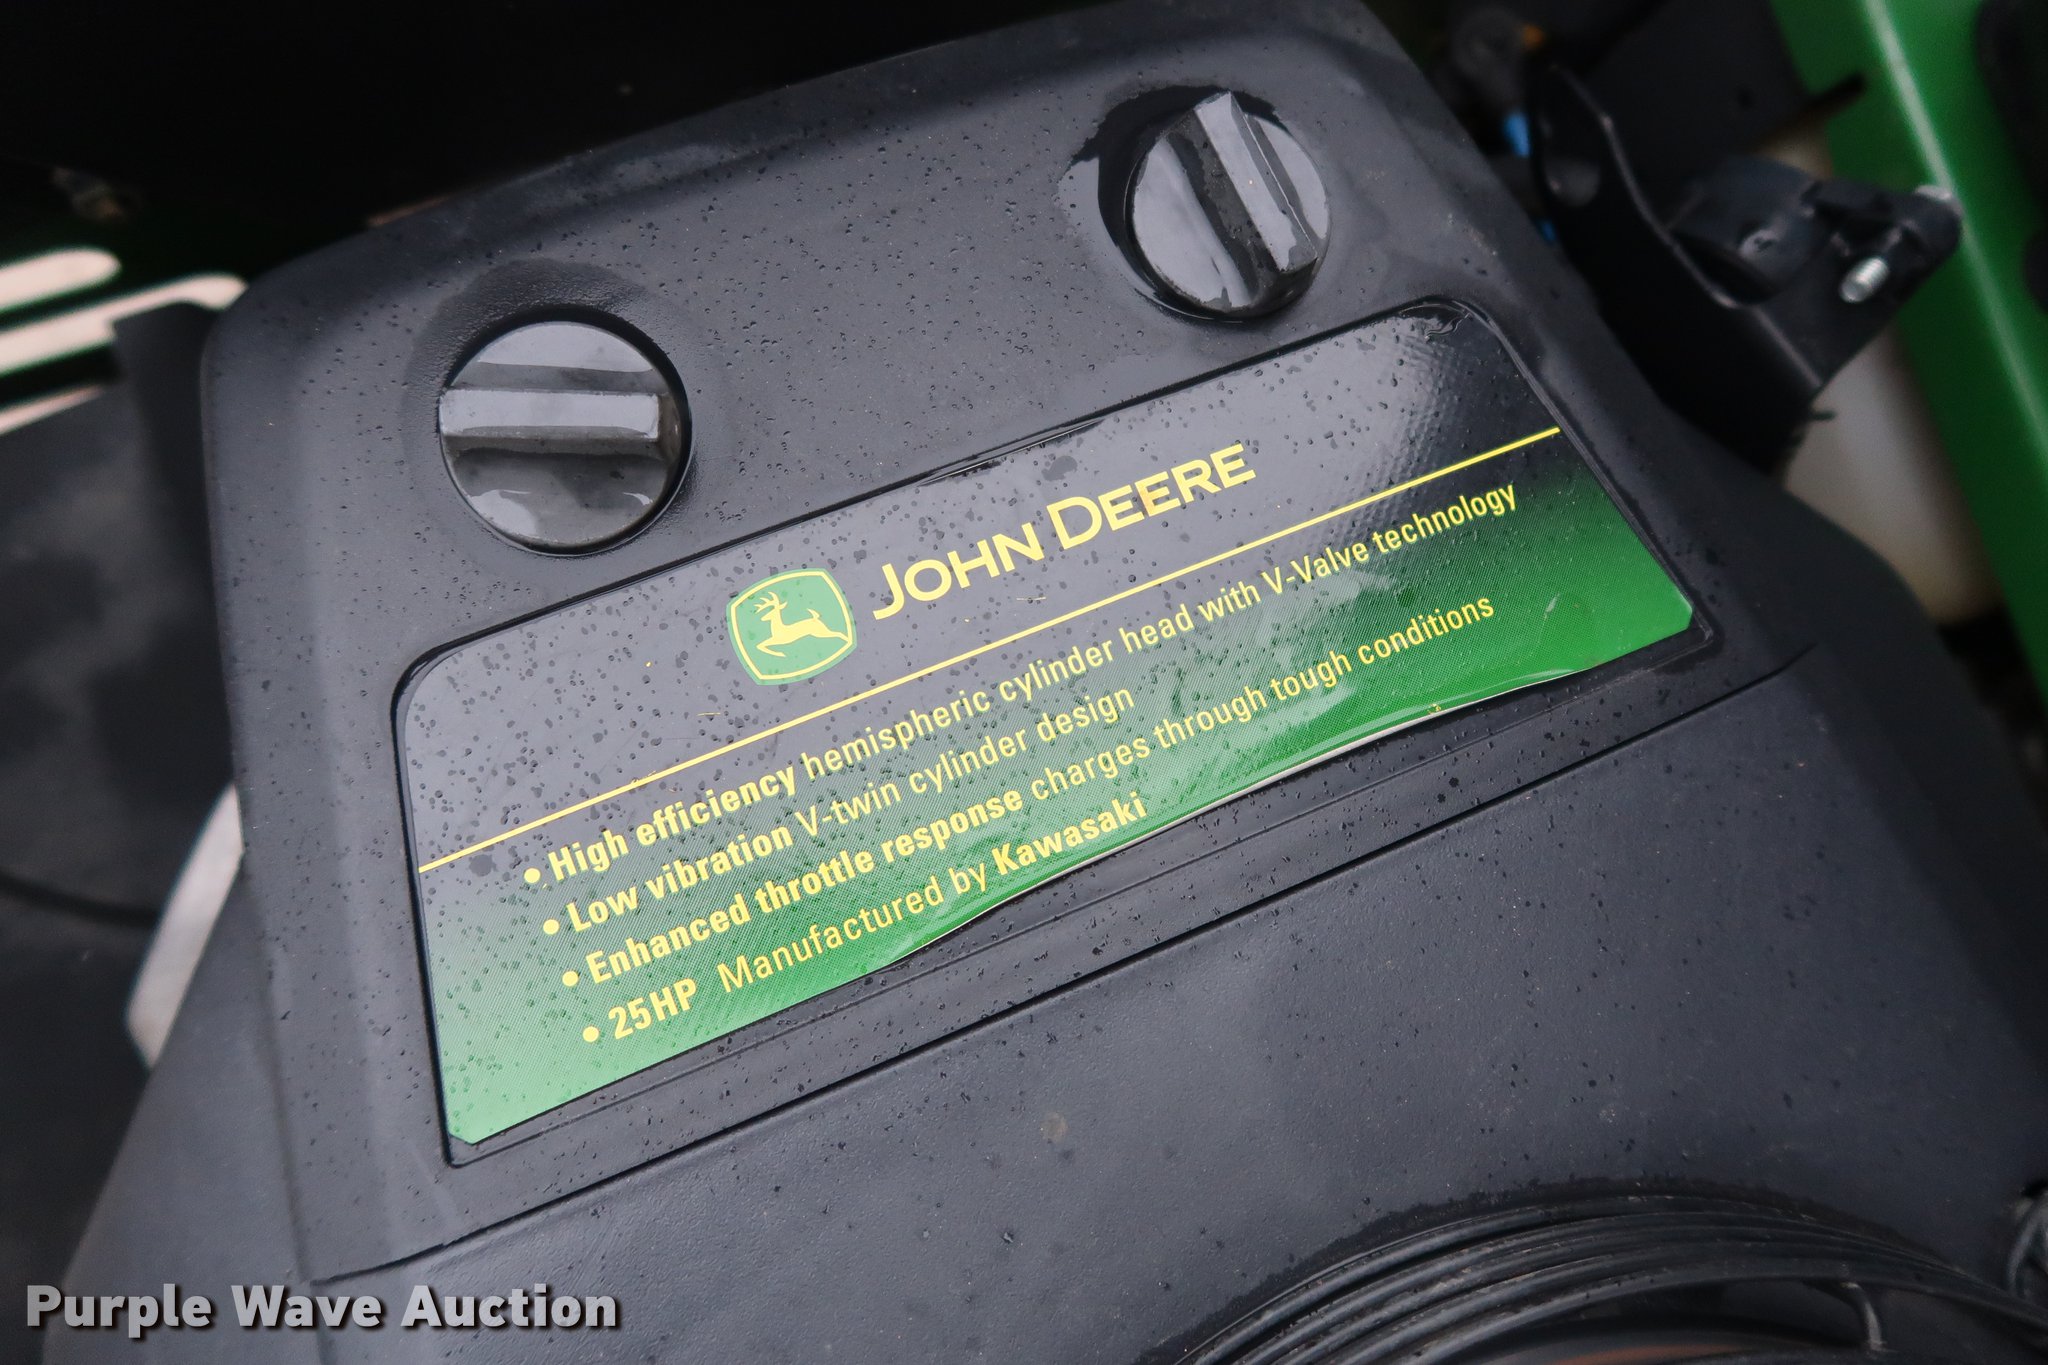 JOHN DEERE
• High efficiency hemispheric cylinder head with V-Valve technology
• Low vibration V-twin cylinder design
• Enhanced throttle response charges through tough conditions
• 25HP Manufactured by Kawasaki
Purple Wave Auction